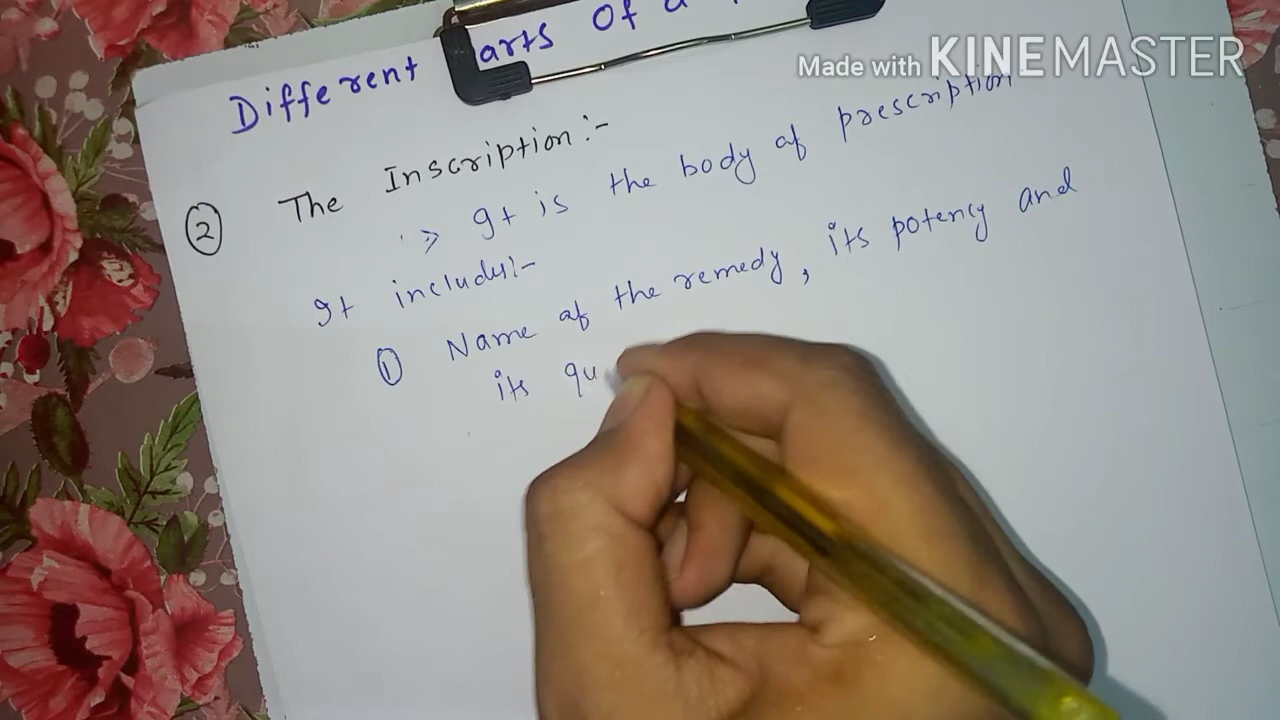 Different arts of a
Made with KINEMASTER
2 The Inscription :-
⇒ It is the body of prescription
It includes:-
1 Name of the remedy, its potency and
its qu